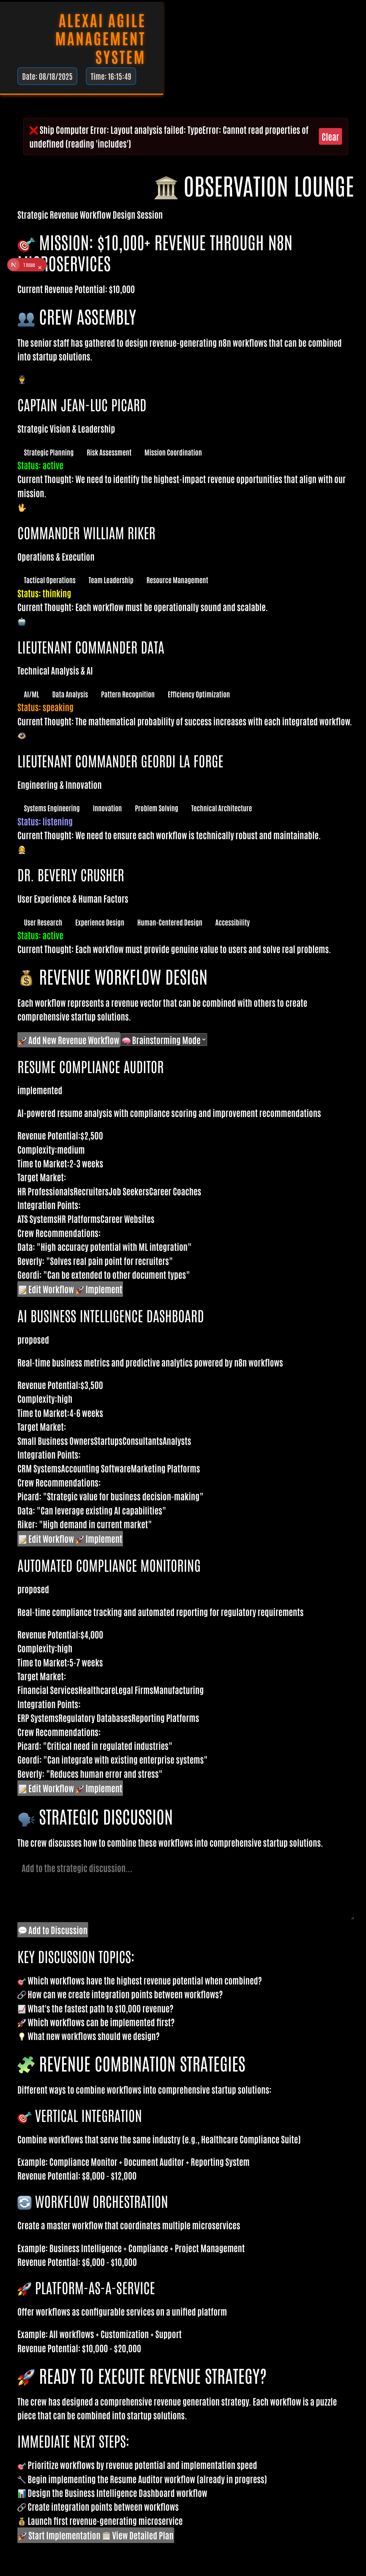 ALEXAI AGILE
MANAGEMENT
SYSTEM
Date: 08/18/2025 Time: 16:15:49
❌ Ship Computer Error: Layout analysis failed: TypeError: Cannot read properties of
undefined (reading 'includes')
Clear
🏛️ OBSERVATION LOUNGE
Strategic Revenue Workflow Design Session
🎯 MISSION: $10,000+ REVENUE THROUGH N8N
MICROSERVICES
N 1 Issue ×
Current Revenue Potential: $10,000
👥 CREW ASSEMBLY
The senior staff has gathered to design revenue-generating n8n workflows that can be combined
into startup solutions.
CAPTAIN JEAN-LUC PICARD
Strategic Vision & Leadership
Strategic Planning Risk Assessment Mission Coordination
Status: active
Current Thought: We need to identify the highest-impact revenue opportunities that align with our
mission.
🖖
COMMANDER WILLIAM RIKER
Operations & Execution
Tactical Operations Team Leadership Resource Management
Status: thinking
Current Thought: Each workflow must be operationally sound and scalable.
🤖
LIEUTENANT COMMANDER DATA
Technical Analysis & AI
AI/ML Data Analysis Pattern Recognition Efficiency Optimization
Status: speaking
Current Thought: The mathematical probability of success increases with each integrated workflow.
👁️
LIEUTENANT COMMANDER GEORDI LA FORGE
Engineering & Innovation
Systems Engineering Innovation Problem Solving Technical Architecture
Status: listening
Current Thought: We need to ensure each workflow is technically robust and maintainable.
DR. BEVERLY CRUSHER
User Experience & Human Factors
User Research Experience Design Human-Centered Design Accessibility
Status: active
Current Thought: Each workflow must provide genuine value to users and solve real problems.
💰 REVENUE WORKFLOW DESIGN
Each workflow represents a revenue vector that can be combined with others to create
comprehensive startup solutions.
🚀 Add New Revenue Workflow 🧠 Brainstorming Mode
RESUME COMPLIANCE AUDITOR
implemented
AI-powered resume analysis with compliance scoring and improvement recommendations
Revenue Potential:$2,500
Complexity:medium
Time to Market:2-3 weeks
Target Market:
HR ProfessionalsRecruitersJob SeekersCareer Coaches
Integration Points:
ATS SystemsHR PlatformsCareer Websites
Crew Recommendations:
Data: "High accuracy potential with ML integration"
Beverly: "Solves real pain point for recruiters"
Geordi: "Can be extended to other document types"
📝 Edit Workflow 🚀 Implement
AI BUSINESS INTELLIGENCE DASHBOARD
proposed
Real-time business metrics and predictive analytics powered by n8n workflows
Revenue Potential:$3,500
Complexity:high
Time to Market:4-6 weeks
Target Market:
Small Business OwnersStartupsConsultantsAnalysts
Integration Points:
CRM SystemsAccounting SoftwareMarketing Platforms
Crew Recommendations:
Picard: "Strategic value for business decision-making"
Data: "Can leverage existing AI capabilities"
Riker: "High demand in current market"
📝 Edit Workflow 🚀 Implement
AUTOMATED COMPLIANCE MONITORING
proposed
Real-time compliance tracking and automated reporting for regulatory requirements
Revenue Potential:$4,000
Complexity:high
Time to Market:5-7 weeks
Target Market:
Financial ServicesHealthcareLegal FirmsManufacturing
Integration Points:
ERP SystemsRegulatory DatabasesReporting Platforms
Crew Recommendations:
Picard: "Critical need in regulated industries"
Geordi: "Can integrate with existing enterprise systems"
Beverly: "Reduces human error and stress"
📝 Edit Workflow 🚀 Implement
🗣️ STRATEGIC DISCUSSION
The crew discusses how to combine these workflows into comprehensive startup solutions.
Add to the strategic discussion...
💬 Add to Discussion
KEY DISCUSSION TOPICS:
🎯 Which workflows have the highest revenue potential when combined?
🔗 How can we create integration points between workflows?
📈 What's the fastest path to $10,000 revenue?
🚀 Which workflows can be implemented first?
💡 What new workflows should we design?
🧩 REVENUE COMBINATION STRATEGIES
Different ways to combine workflows into comprehensive startup solutions:
🎯 VERTICAL INTEGRATION
Combine workflows that serve the same industry (e.g., Healthcare Compliance Suite)
Example: Compliance Monitor + Document Auditor + Reporting System
Revenue Potential: $8,000 - $12,000
🔄 WORKFLOW ORCHESTRATION
Create a master workflow that coordinates multiple microservices
Example: Business Intelligence + Compliance + Project Management
Revenue Potential: $6,000 - $10,000
🚀 PLATFORM-AS-A-SERVICE
Offer workflows as configurable services on a unified platform
Example: All workflows + Customization + Support
Revenue Potential: $10,000 - $20,000
🚀 READY TO EXECUTE REVENUE STRATEGY?
The crew has designed a comprehensive revenue generation strategy. Each workflow is a puzzle
piece that can be combined into startup solutions.
IMMEDIATE NEXT STEPS:
🎯 Prioritize workflows by revenue potential and implementation speed
🔧 Begin implementing the Resume Auditor workflow (already in progress)
📊 Design the Business Intelligence Dashboard workflow
🔗 Create integration points between workflows
💰 Launch first revenue-generating microservice
🚀 Start Implementation 📋 View Detailed Plan